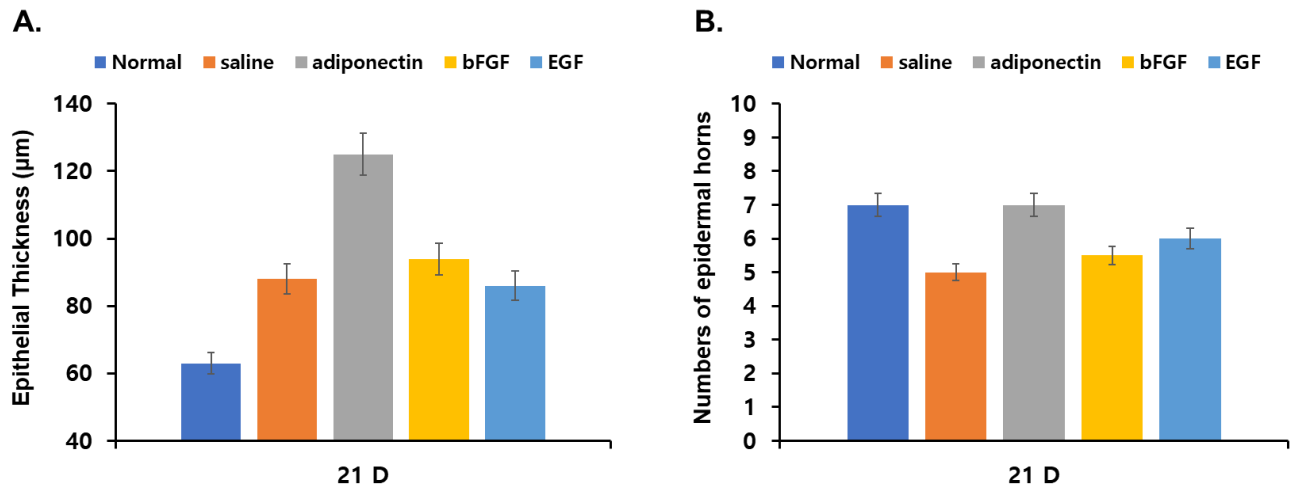 A.
Normal saline adiponectin bFGF EGF
Epithelial Thickness (μm)
140
120
100
80
60
40
21 D
B.
Normal saline adiponectin bFGF EGF
Numbers of epidermal horns
10
9
8
7
6
5
4
3
2
1
0
21 D